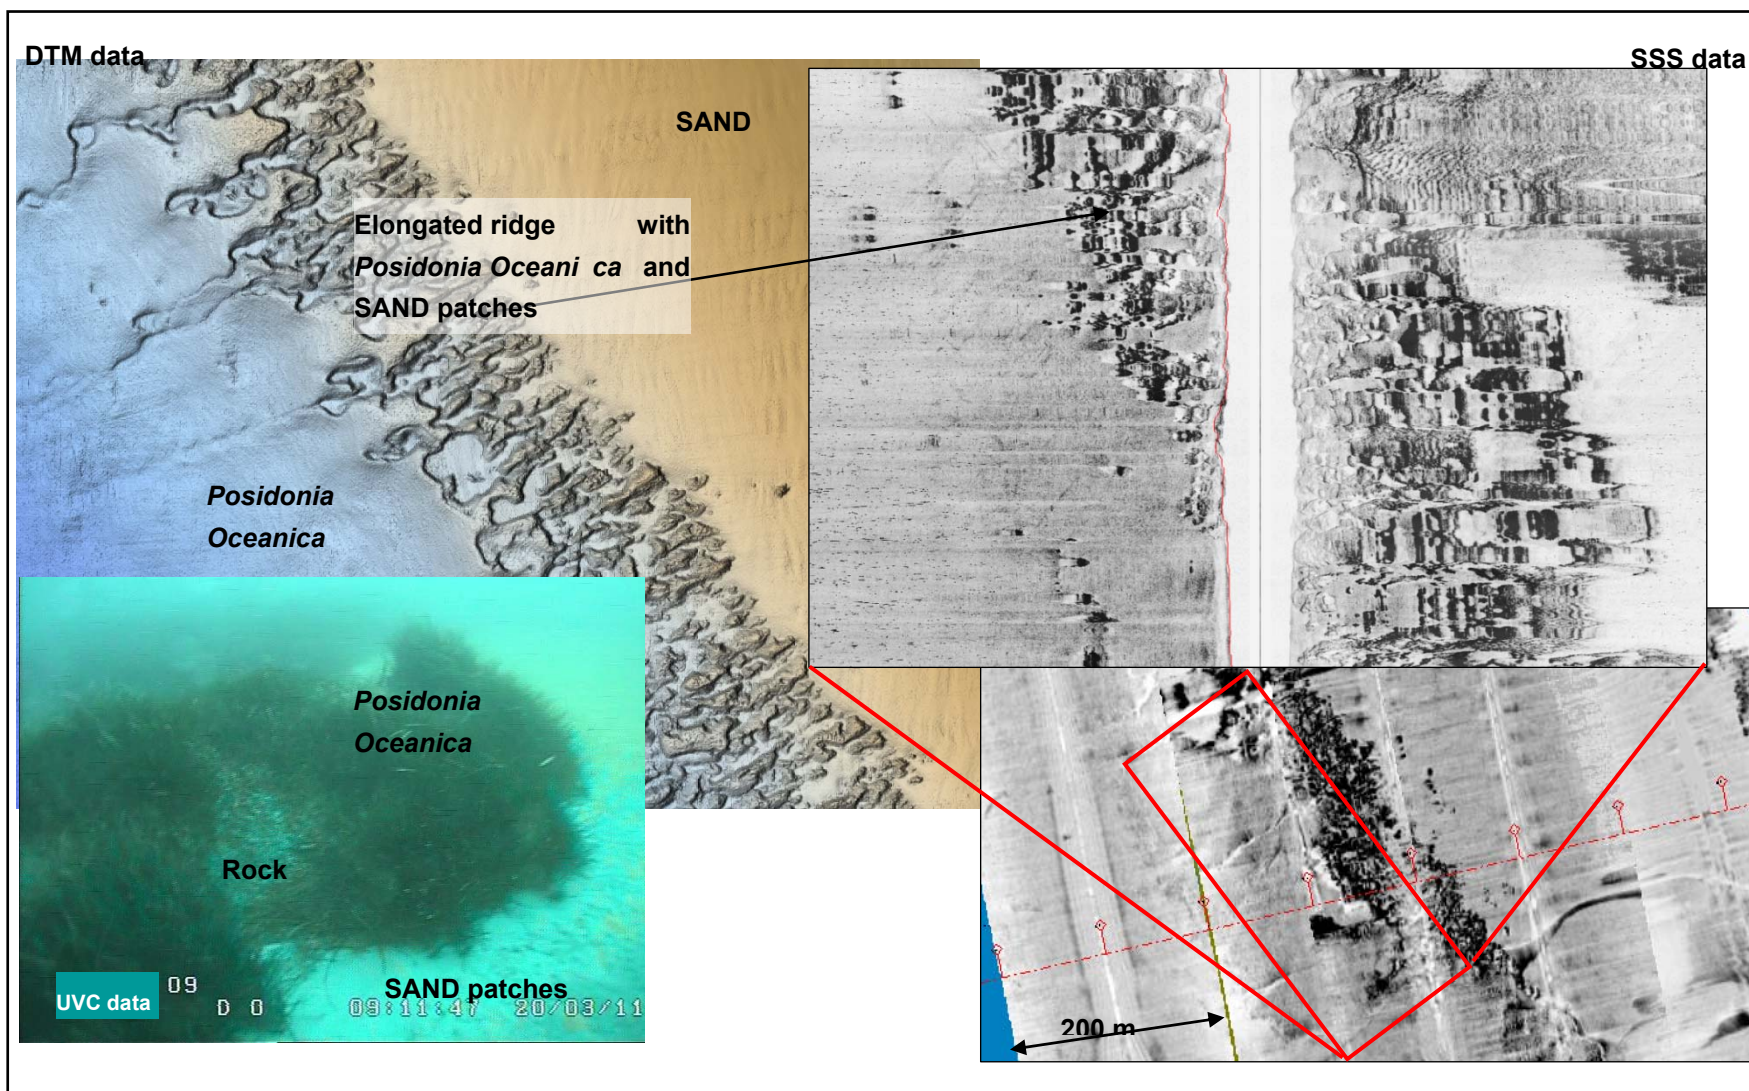 DTM data
SSS data
SAND
Elongated ridge with
Posidonia Oceani ca and
SAND patches
Posidonia
Oceanica
Posidonia
Oceanica
Rock
SAND patches
UVC data
09
D 0 09:11:47 20/03/11
200 m